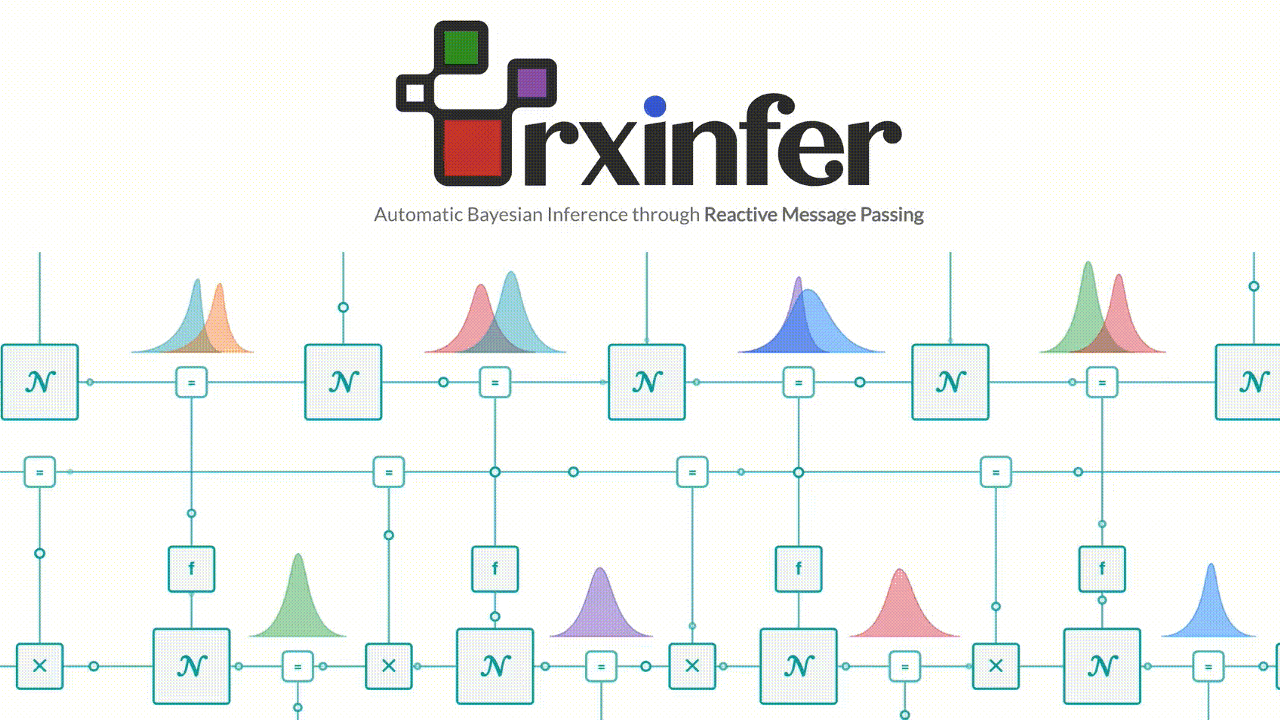 rxinfer
Automatic Bayesian Inference through Reactive Message Passing
N = N = N = N = N
= = = =
f f f f
× N = × N = × N = × N =